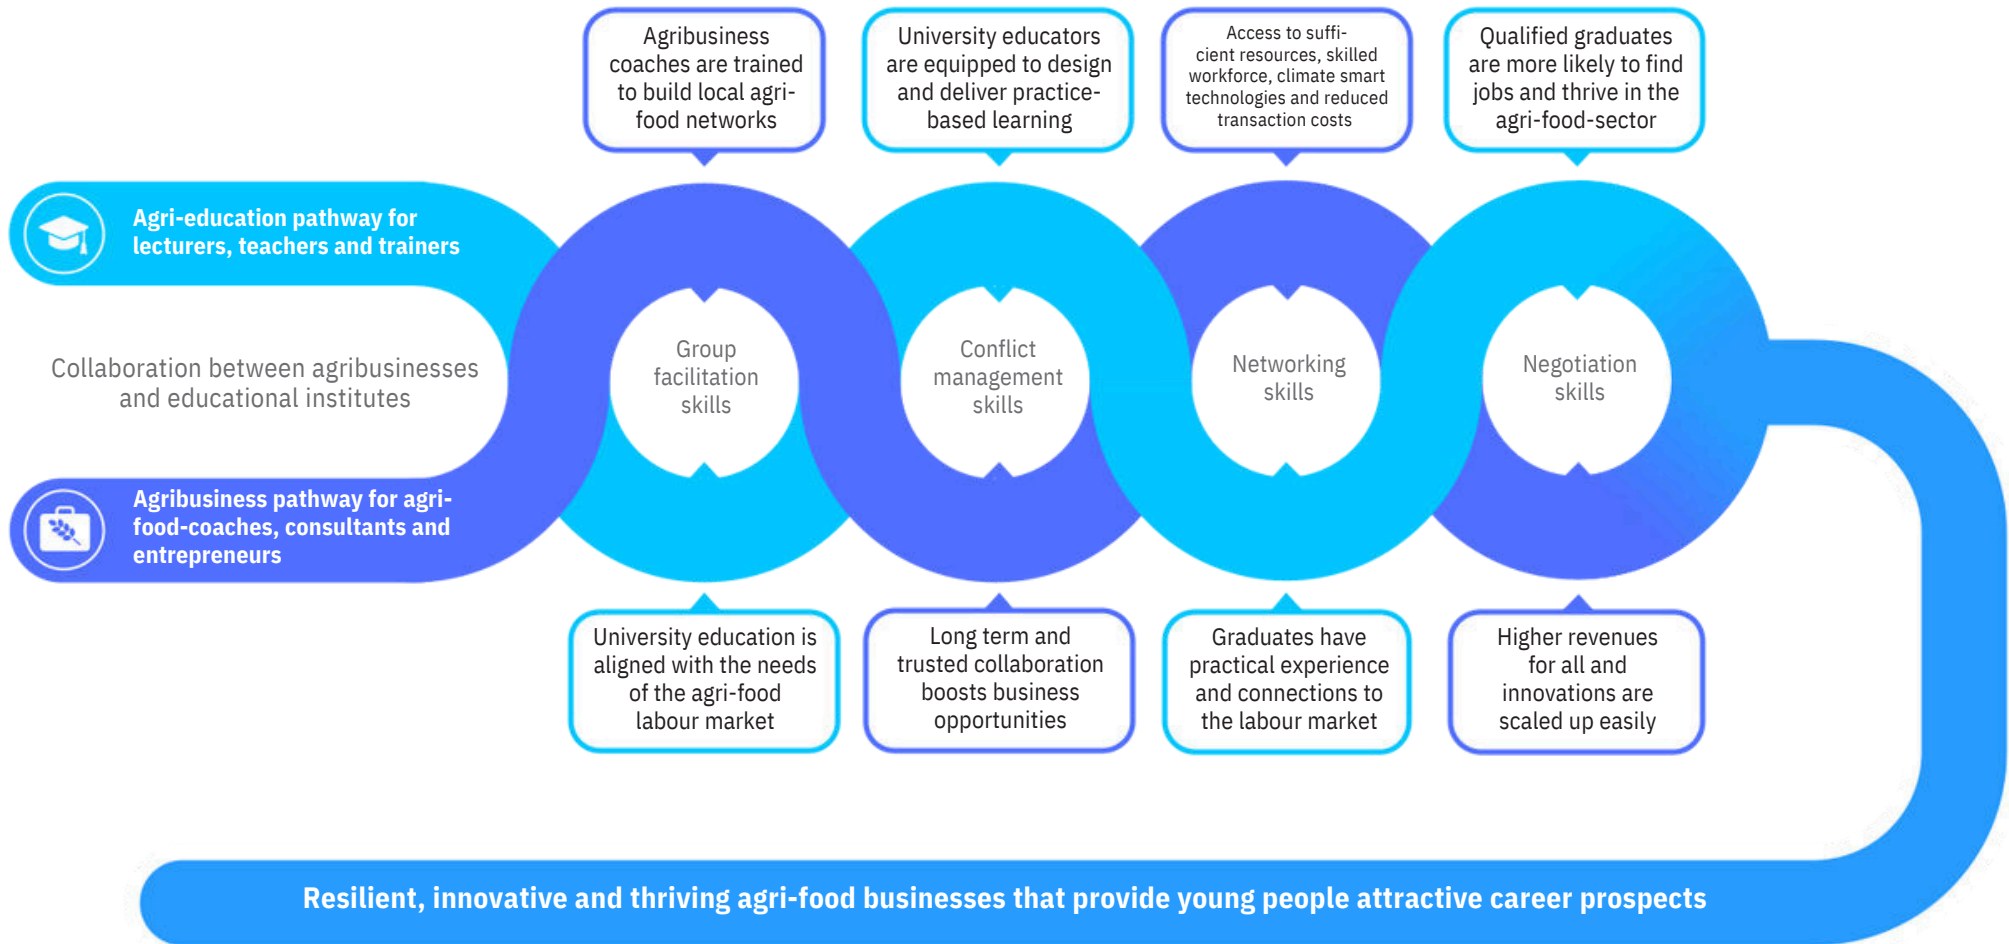 Agribusiness
coaches are trained
to build local agri-
food networks
University educators
are equipped to design
and deliver practice-
based learning
Access to suffi-
cient resources, skilled
workforce, climate smart
technologies and reduced
transaction costs
Qualified graduates
are more likely to find
jobs and thrive in the
agri-food-sector
Agri-education pathway for
lecturers, teachers and trainers
Collaboration between agribusinesses
and educational institutes
Agribusiness pathway for agri-
food-coaches, consultants and
entrepreneurs
Group
facilitation
skills
Conflict
management
skills
Networking
skills
Negotiation
skills
University education is
aligned with the needs
of the agri-food
labour market
Long term and
trusted collaboration
boosts business
opportunities
Graduates have
practical experience
and connections to
the labour market
Higher revenues
for all and
innovations are
scaled up easily
Resilient, innovative and thriving agri-food businesses that provide young people attractive career prospects